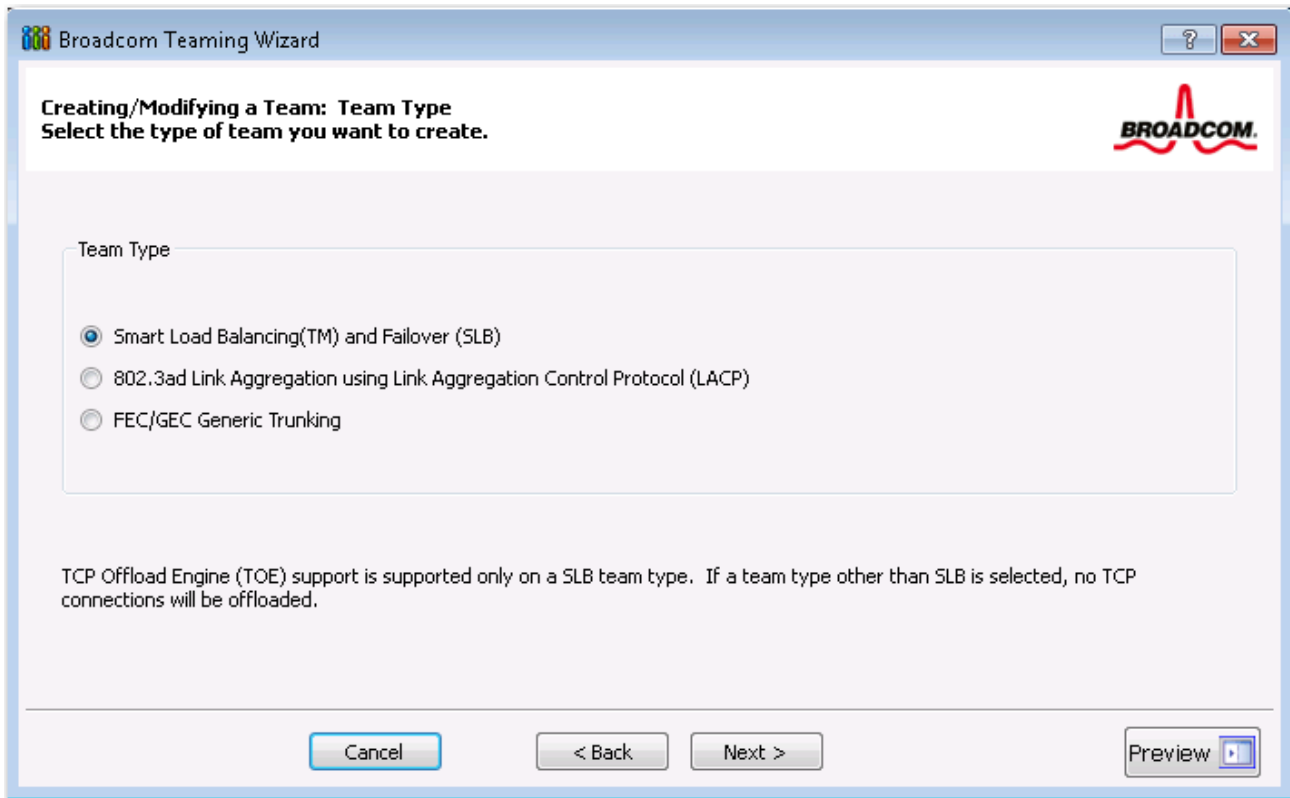 Broadcom Teaming Wizard
?
Creating/Modifying a Team: Team Type
Select the type of team you want to create.
BROADCOM.
Team Type
Smart Load Balancing(TM) and Failover (SLB)
802.3ad Link Aggregation using Link Aggregation Control Protocol (LACP)
FEC/GEC Generic Trunking
TCP Offload Engine (TOE) support is supported only on a SLB team type. If a team type other than SLB is selected, no TCP
connections will be offloaded.
Cancel
< Back
Next >
Preview